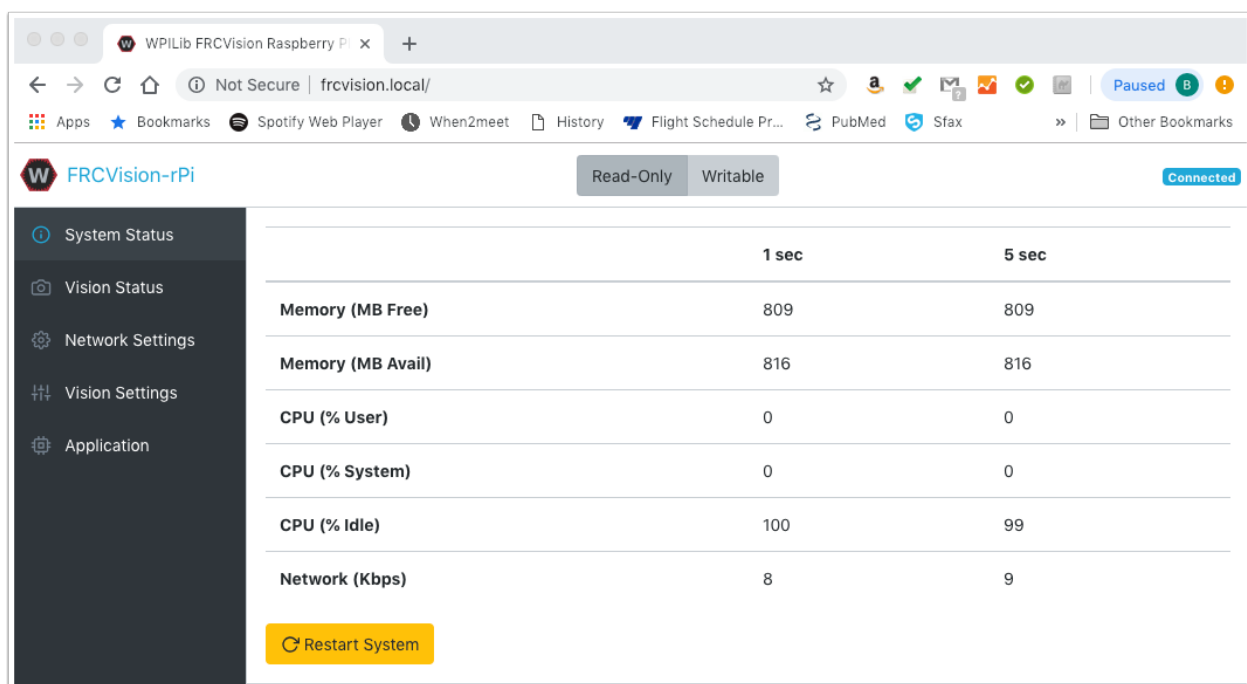 WPILib FRCVision Raspberry P
Not Secure | frcvision.local/
Paused B
Apps Bookmarks Spotify Web Player When2meet History Flight Schedule Pr... PubMed Sfax » Other Bookmarks
W FRCVision-rPi Read-Only Writable Connected
System Status
Vision Status
Network Settings
Vision Settings
Application
1 sec 5 sec
Memory (MB Free) 809 809
Memory (MB Avail) 816 816
CPU (% User) 0 0
CPU (% System) 0 0
CPU (% Idle) 100 99
Network (Kbps) 8 9
Restart System